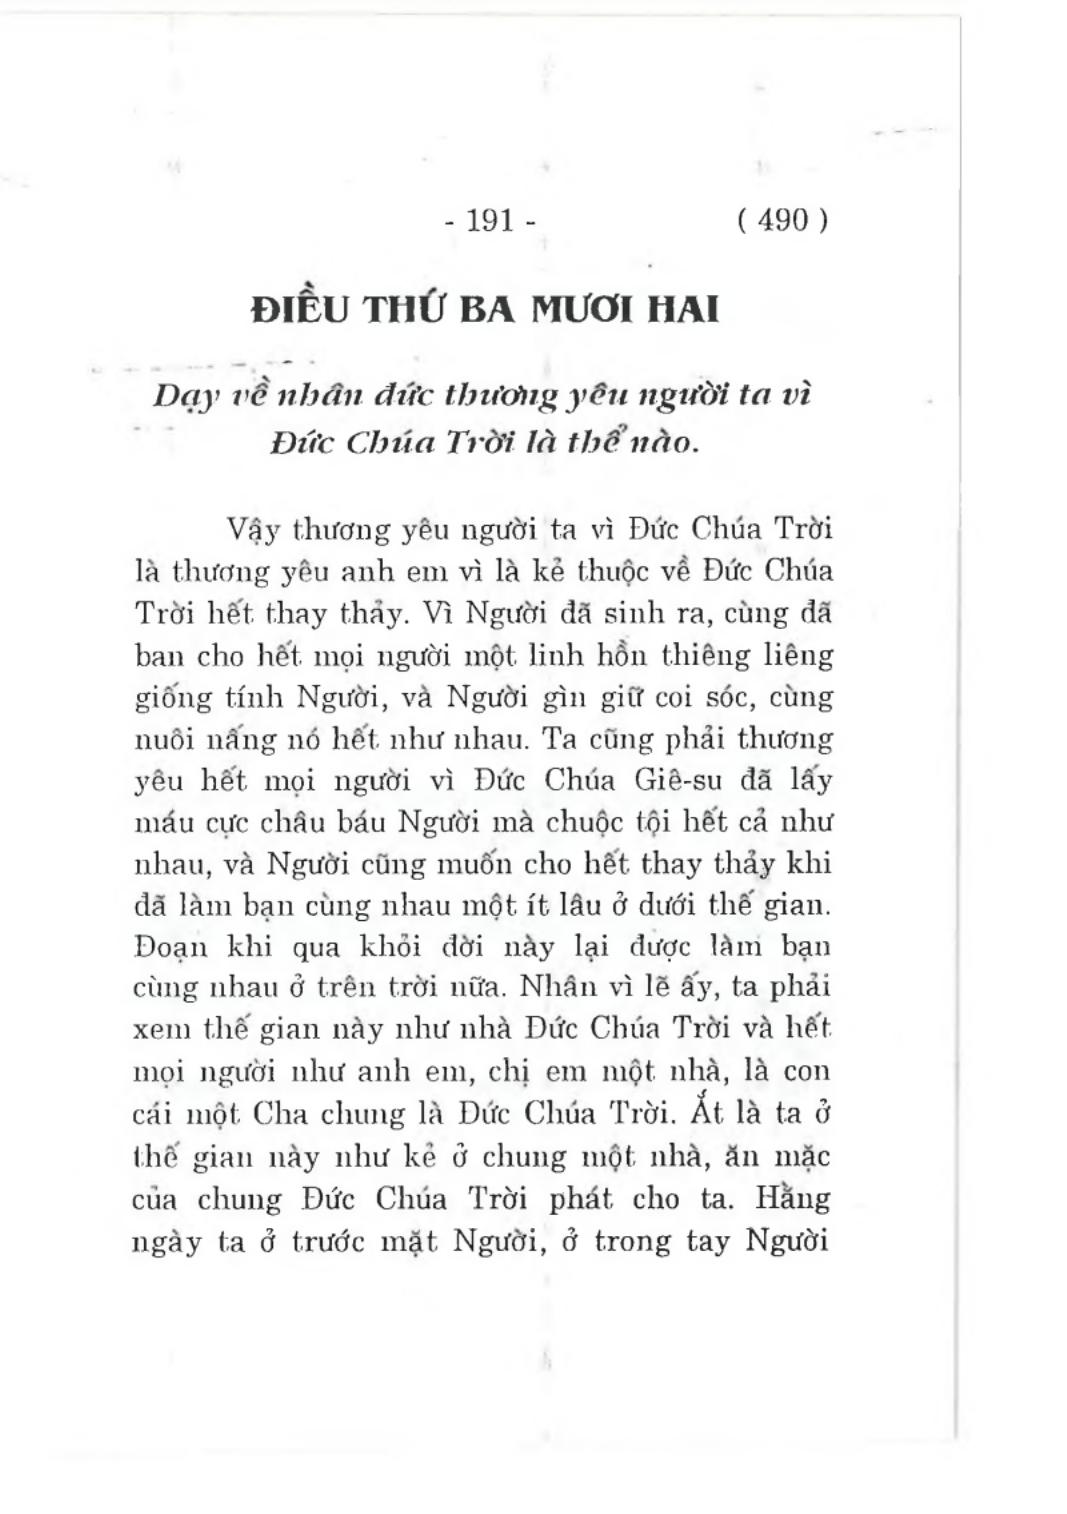 - 191 - ( 490 )
ĐIỀU THỨ BA MƯƠI HAI
Dạy về nhân đức thương yêu người ta vì
Đức Chúa Trời là thể nào.
Vậy thương yêu người ta vì Đức Chúa Trời
là thương yêu anh em vì là kẻ thuộc về Đức Chúa
Trời hết thay thảy. Vì Người đã sinh ra, cùng đã
ban cho hết mọi người một linh hồn thiêng liêng
giống tính Người, và Người gìn giữ coi sóc, cùng
nuôi nấng nó hết như nhau. Ta cũng phải thương
yêu hết mọi người vì Đức Chúa Giê-su đã lấy
máu cực châu báu Người mà chuộc tội hết cả như
nhau, và Người cũng muốn cho hết thay thảy khi
đã làm bạn cùng nhau một ít lâu ở dưới thế gian.
Đoạn khi qua khỏi đời này lại được làm bạn
cùng nhau ở trên trời nữa. Nhân vì lẽ ấy, ta phải
xem thế gian này như nhà Đức Chúa Trời và hết
mọi người như anh em, chị em một nhà, là con
cái một Cha chung là Đức Chúa Trời. Ắt là ta ở
thế gian này như kẻ ở chung một nhà, ăn mặc
của chung Đức Chúa Trời phát cho ta. Hằng
ngày ta ở trước mặt Người, ở trong tay Người